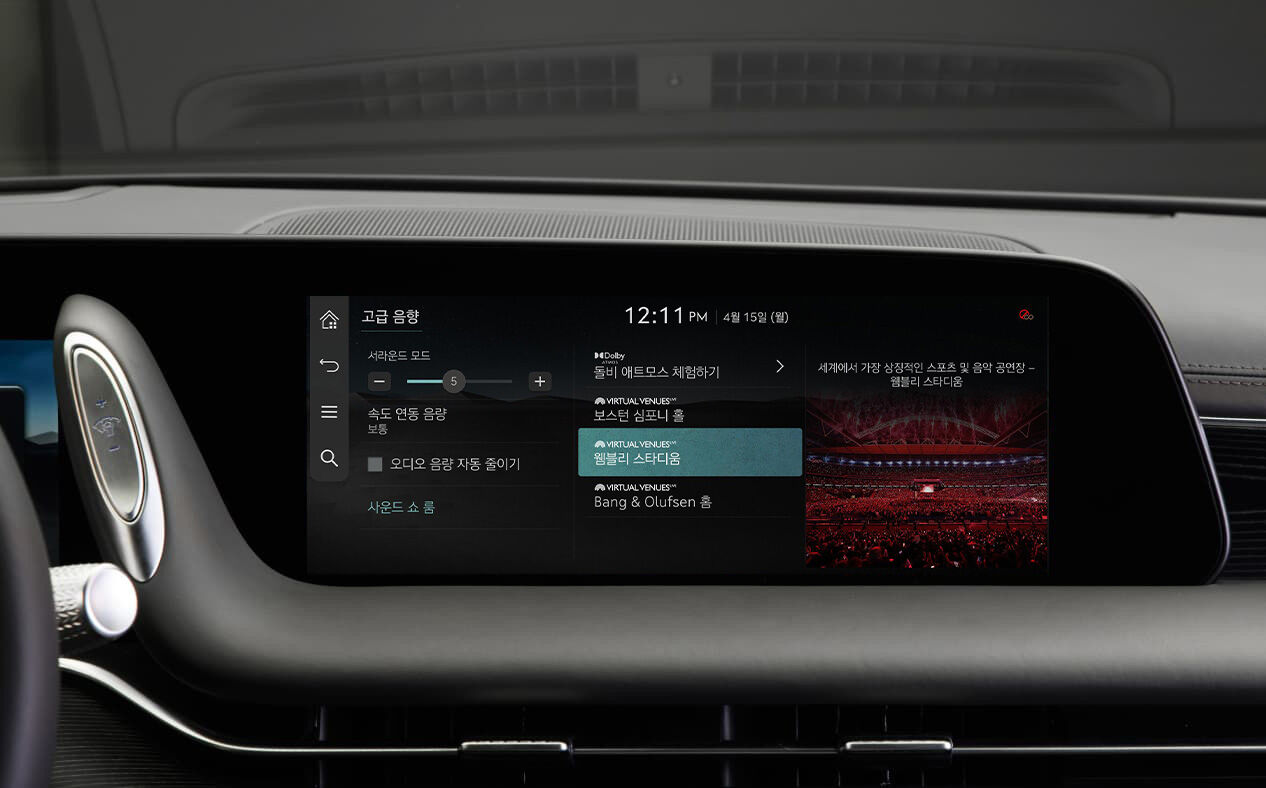 고급 음향
12:11 PM
4월 15일 (월)
서라운드 모드
− 5 +
속도 연동 음량
보통
오디오 음량 자동 줄이기
사운드 쇼 룸
Dolby
ATMOS
돌비 애트모스 체험하기
VIRTUAL VENUES
보스턴 심포니 홀
VIRTUAL VENUES
웸블리 스타디움
VIRTUAL VENUES
Bang & Olufsen 홈
세계에서 가장 상징적인 스포츠 및 음악 공연장 –
웸블리 스타디움
+
−